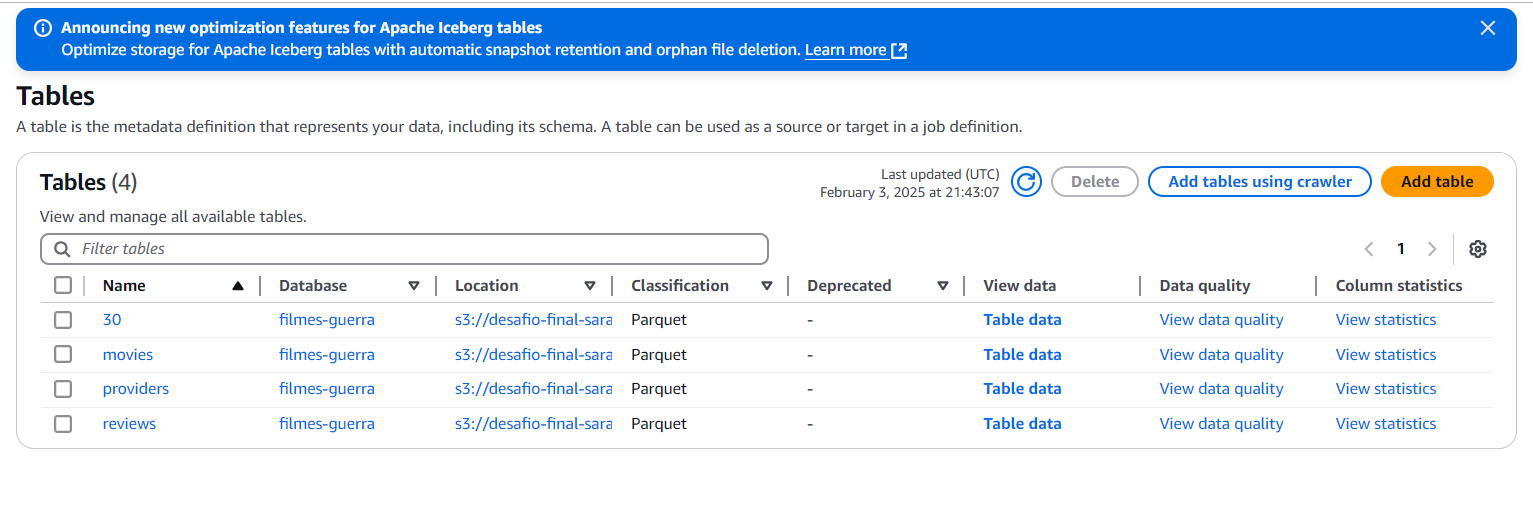 Announcing new optimization features for Apache Iceberg tables
Optimize storage for Apache Iceberg tables with automatic snapshot retention and orphan file deletion. Learn more
Tables
A table is the metadata definition that represents your data, including its schema. A table can be used as a source or target in a job definition.
Tables (4)
Last updated (UTC)
February 3, 2025 at 21:43:07
Delete
Add tables using crawler
Add table
View and manage all available tables.
Filter tables
1
Name Database Location Classification Deprecated View data Data quality Column statistics
30 filmes-guerra s3://desafio-final-sara Parquet - Table data View data quality View statistics
movies filmes-guerra s3://desafio-final-sara Parquet - Table data View data quality View statistics
providers filmes-guerra s3://desafio-final-sara Parquet - Table data View data quality View statistics
reviews filmes-guerra s3://desafio-final-sara Parquet - Table data View data quality View statistics